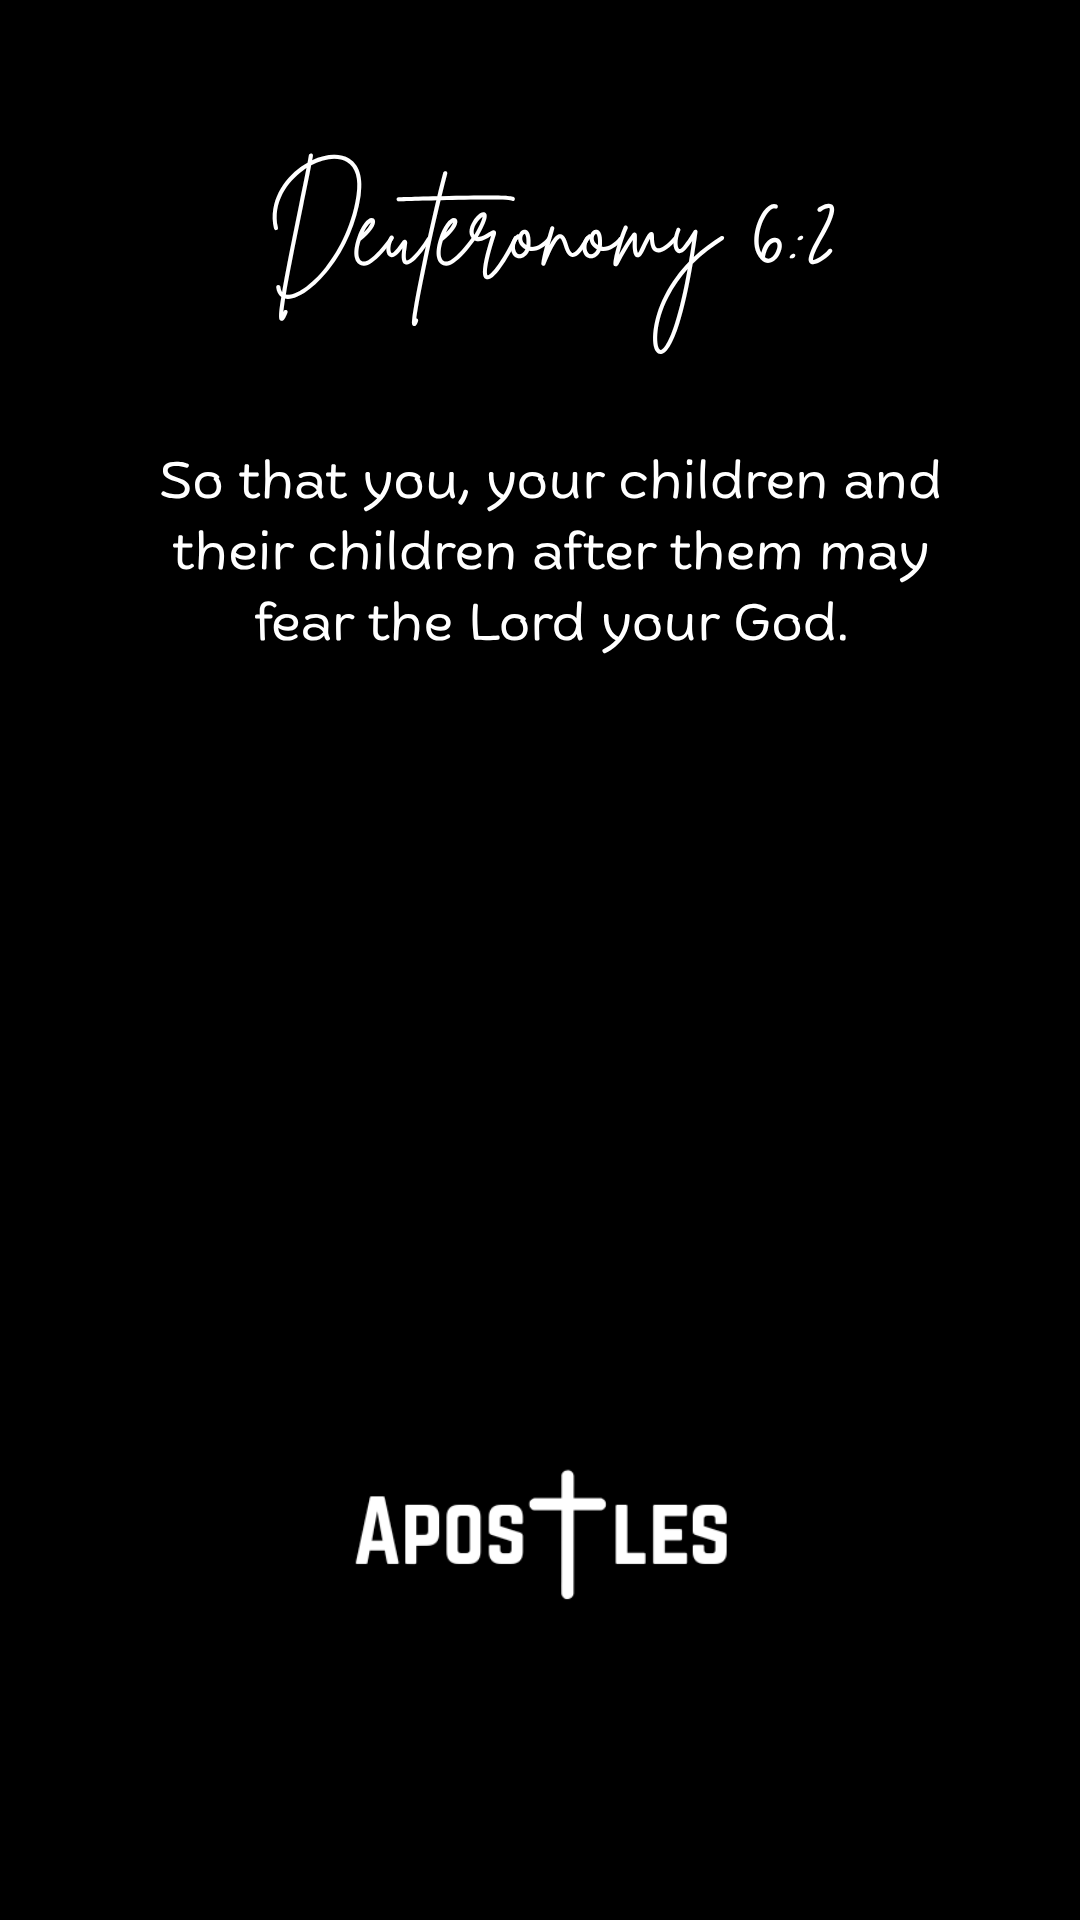 Deuteronomy 6:2
So that you, your children and
their children after them may
fear the Lord your God.
APOSTLES